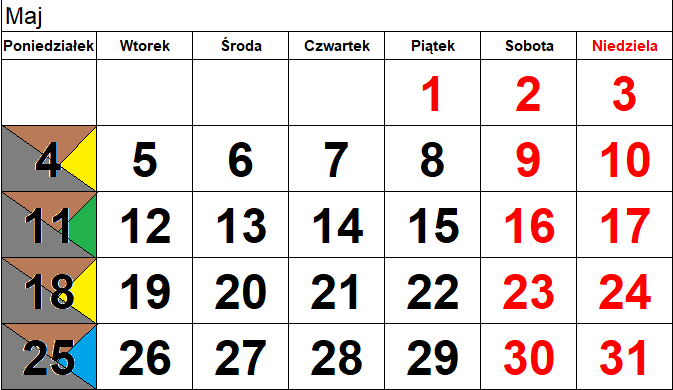 Maj
Poniedziałek Wtorek Środa Czwartek Piątek Sobota Niedziela
1 2 3
4 5 6 7 8 9 10
11 12 13 14 15 16 17
18 19 20 21 22 23 24
25 26 27 28 29 30 31